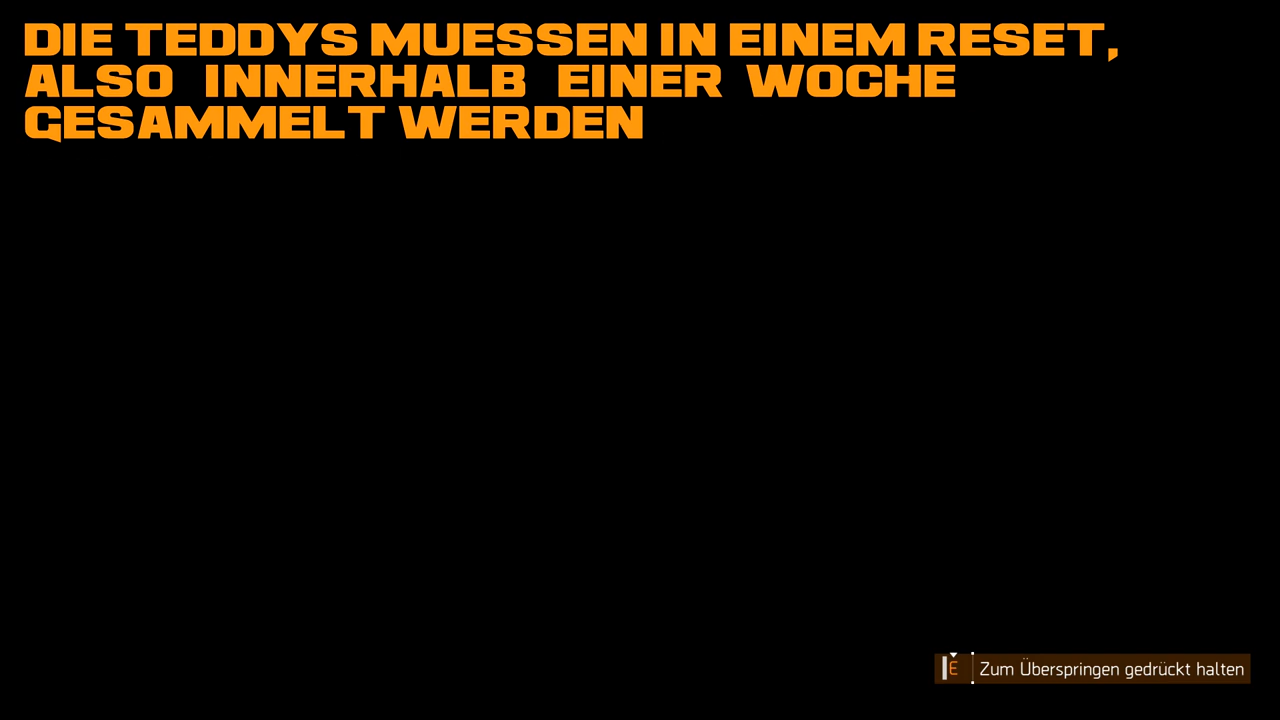 DIE TEDDYS MUESSEN IN EINEM RESET,
ALSO INNERHALB EINER WOCHE
GESAMMELT WERDEN
E Zum Überspringen gedrückt halten